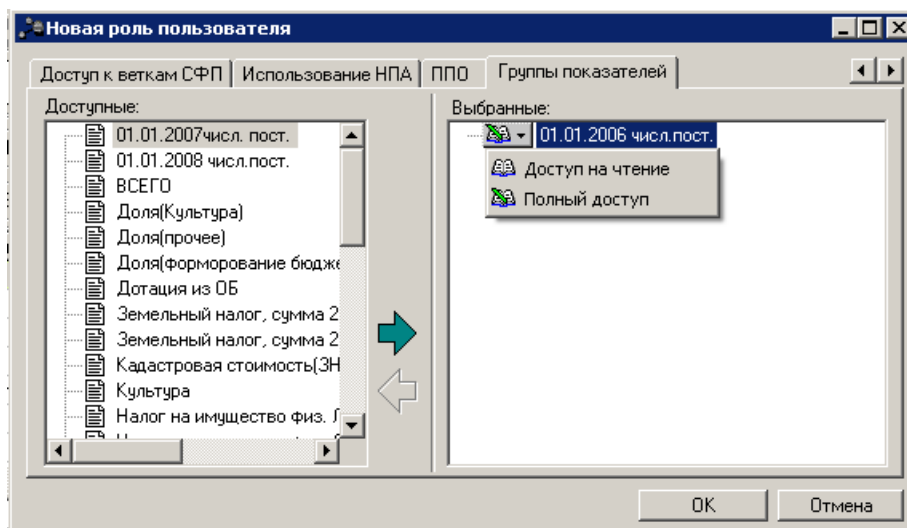 Новая роль пользователя
Доступ к веткам СФП
Использование НПА
ППО
Группы показателей
Доступные:
Выбранные:
01.01.2007числ. пост.
01.01.2008 числ.пост.
ВСЕГО
Доля(Культура)
Доля(прочее)
Доля(форморование бюдже
Дотация из ОБ
Земельный налог, сумма 2
Земельный налог, сумма 2
Кадастровая стоимость(ЗН
Культура
Налог на имущество физ. Л
01.01.2006 числ.пост.
Доступ на чтение
Полный доступ
ОК
Отмена